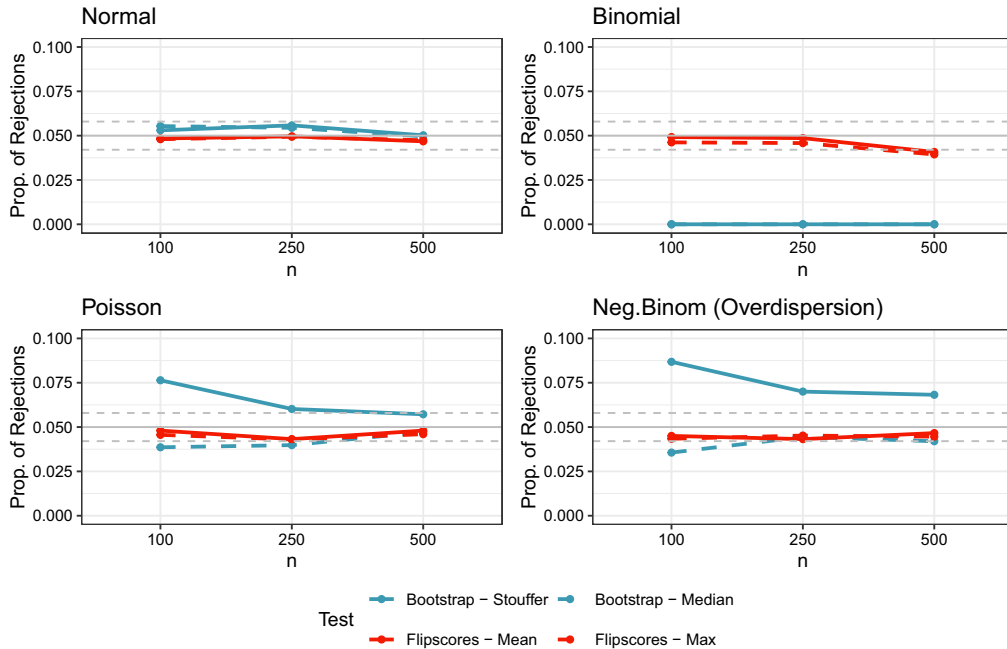 Normal
Prop. of Rejections
0.100
0.075
0.050
0.025
0.000
100
250
500
n
Binomial
Prop. of Rejections
0.100
0.075
0.050
0.025
0.000
100
250
500
n
Poisson
Prop. of Rejections
0.100
0.075
0.050
0.025
0.000
100
250
500
n
Neg.Binom (Overdispersion)
Prop. of Rejections
0.100
0.075
0.050
0.025
0.000
100
250
500
n
Test
Bootstrap − Stouffer
Bootstrap − Median
Flipscores − Mean
Flipscores − Max